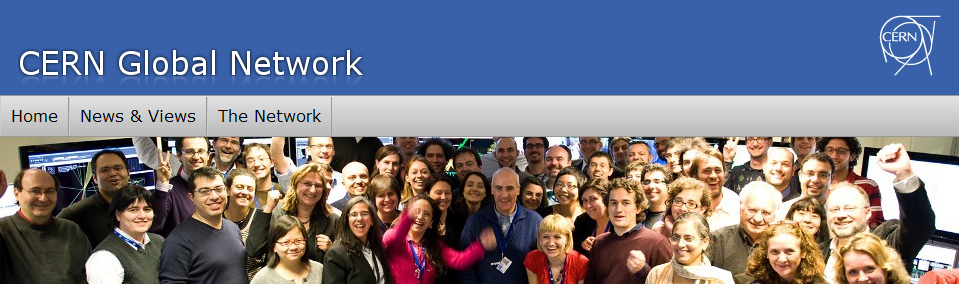 CERN
CERN Global Network
Home News & Views The Network